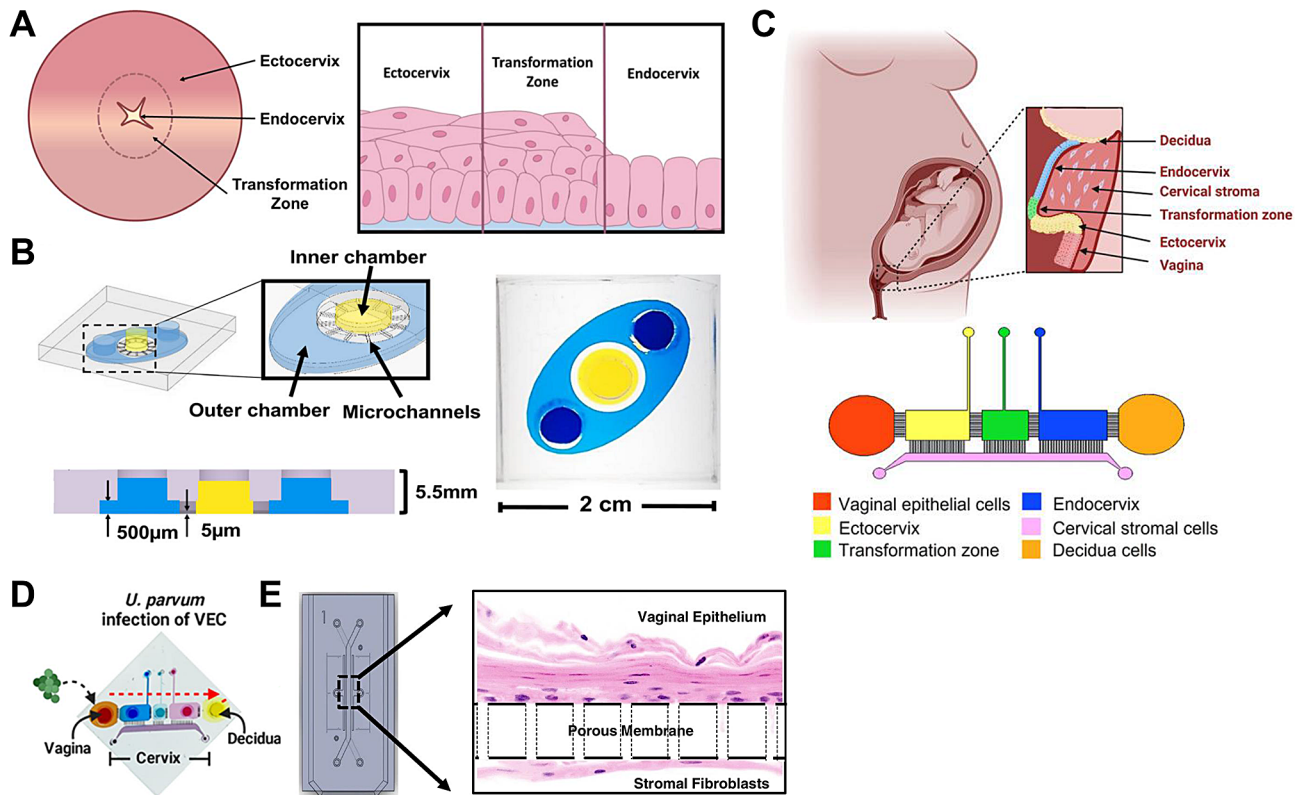 A
Ectocervix
Endocervix
Transformation
Zone
Ectocervix
Transformation
Zone
Endocervix
B
Inner chamber
Outer chamber
Microchannels
500µm
5µm
5.5mm
2 cm
C
Decidua
Endocervix
Cervical stroma
Transformation zone
Ectocervix
Vagina
Vaginal epithelial cells
Ectocervix
Transformation zone
Endocervix
Cervical stromal cells
Decidua cells
D
U. parvum
infection of VEC
Vagina
Cervix
Decidua
E
1
Vaginal Epithelium
Porous Membrane
Stromal Fibroblasts